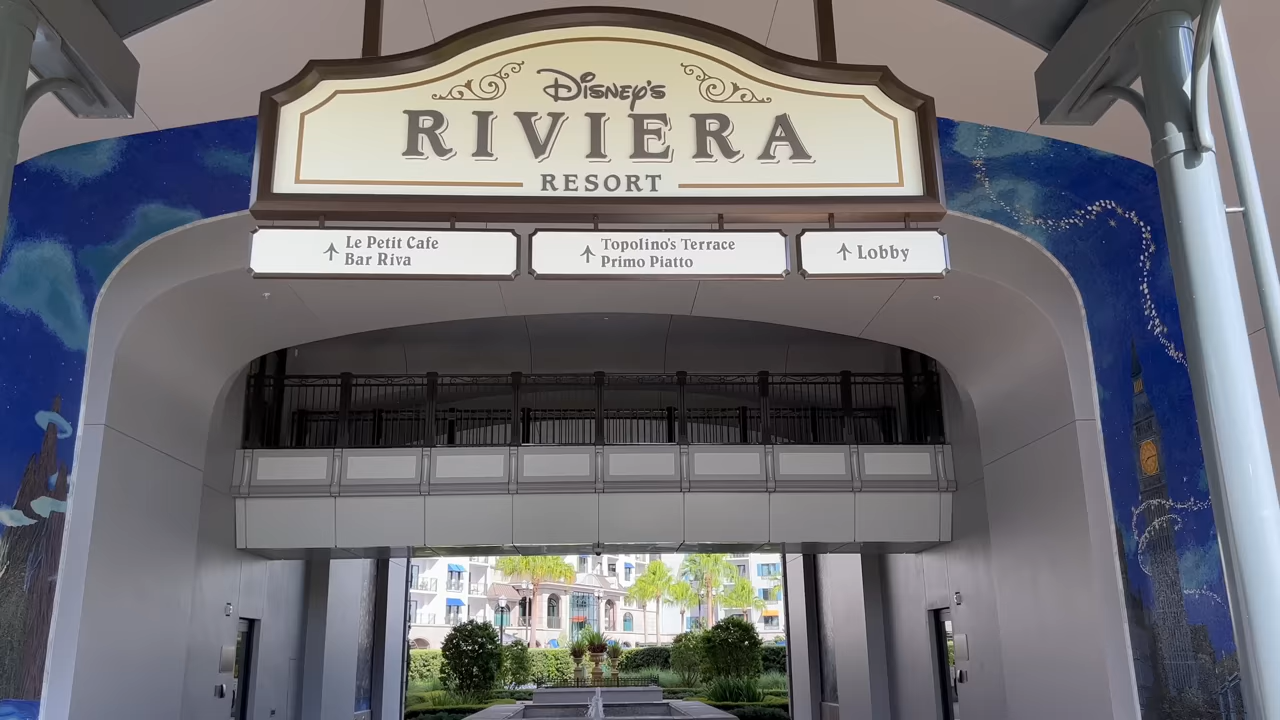 Disney's
RIVIERA
RESORT
Le Petit Cafe
Bar Riva
Topolino's Terrace
Primo Piatto
Lobby